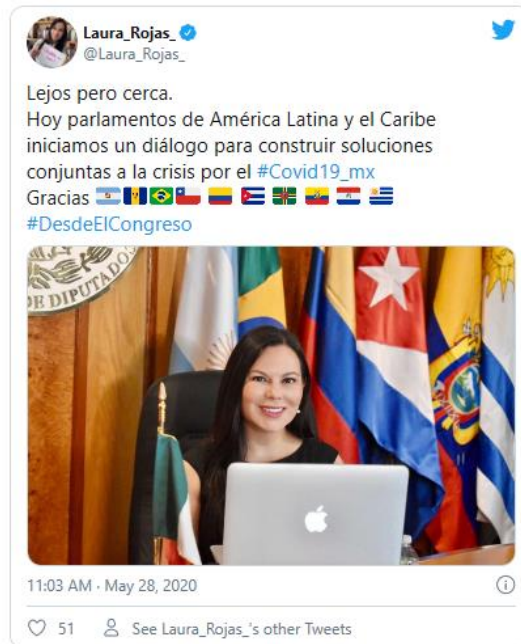 Laura_Rojas_
@Laura_Rojas_
Lejos pero cerca.
Hoy parlamentos de América Latina y el Caribe
iniciamos un diálogo para construir soluciones
conjuntas a la crisis por el #Covid19_mx
Gracias 🇦🇷🇧🇧🇧🇷🇨🇱🇨🇴🇨🇺🇩🇲🇪🇨🇵🇾🇺🇾
#DesdeElCongreso
DE DIPUTADOS
11:03 AM · May 28, 2020
51 See Laura_Rojas_'s other Tweets